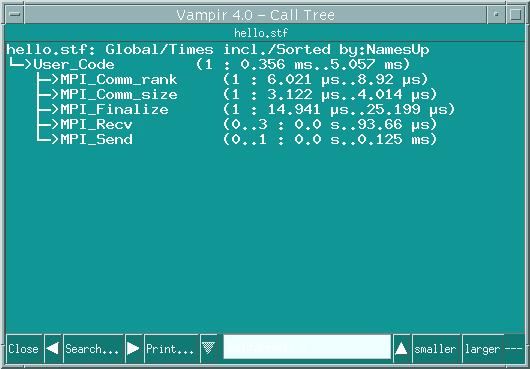 Vampir 4.0 – Call Tree
hello.stf
hello.stf: Global/Times incl./Sorted by:NamesUp
User_Code (1 : 0.356 ms..5.057 ms)
MPI_Comm_rank (1 : 6.021 µs..8.92 µs)
MPI_Comm_size (1 : 3.122 µs..4.014 µs)
MPI_Finalize (1 : 14.941 µs..25.199 µs)
MPI_Recv (0..3 : 0.0 s..93.66 µs)
MPI_Send (0..1 : 0.0 s..0.125 ms)
Close Search... Print... smaller larger ---